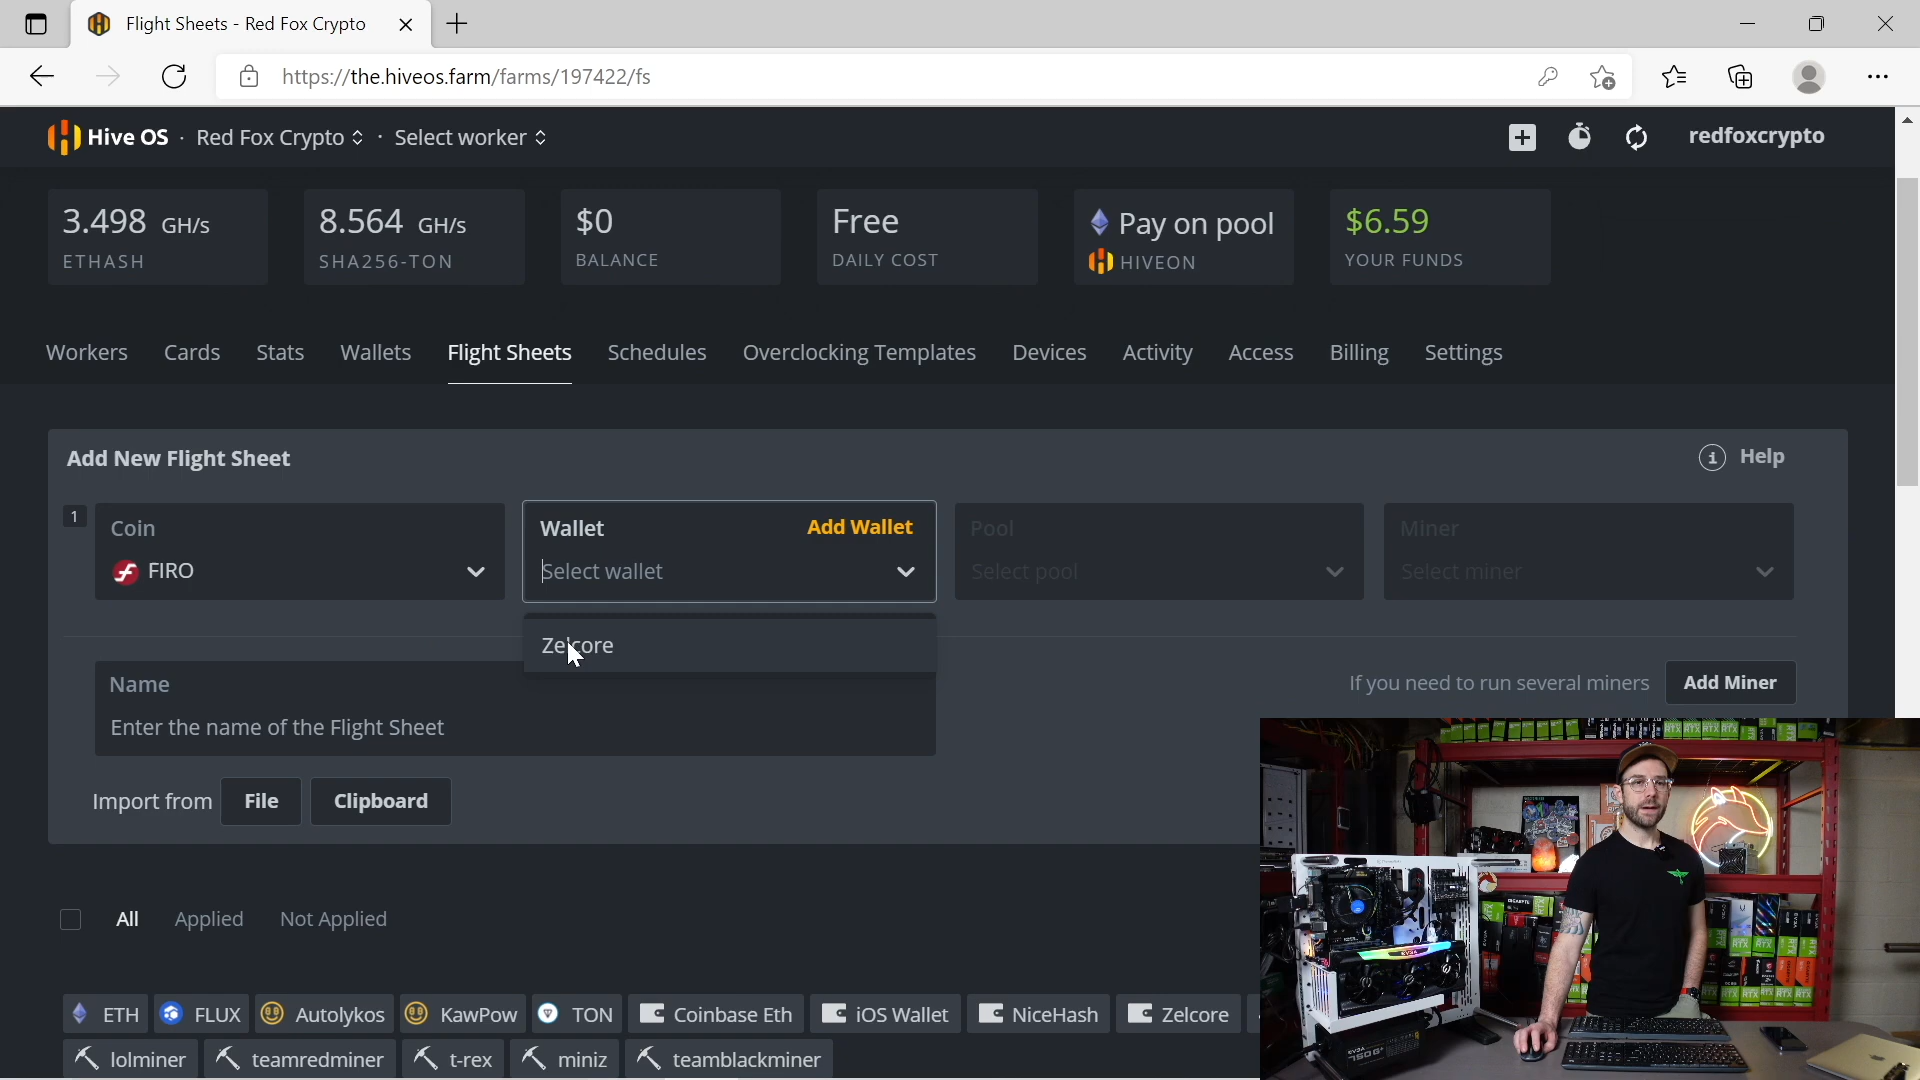 Flight Sheets - Red Fox Crypto
https://the.hiveos.farm/farms/197422/fs
Hive OS · Red Fox Crypto · Select worker
redfoxcrypto
3.498 GH/s
ETHASH
8.564 GH/s
SHA256-TON
$0
BALANCE
Free
DAILY COST
Pay on pool
HIVEON
$6.59
YOUR FUNDS
Workers Cards Stats Wallets Flight Sheets Schedules Overclocking Templates Devices Activity Access Billing Settings
Add New Flight Sheet
Help
1
Coin
FIRO
Wallet Add Wallet
Select wallet
Pool
Select pool
Miner
Select miner
Zelcore
Name
Enter the name of the Flight Sheet
If you need to run several miners Add Miner
Import from File Clipboard
All Applied Not Applied
ETH FLUX Autolykos KawPow TON Coinbase Eth iOS Wallet NiceHash Zelcore
lolminer teamredminer t-rex miniz teamblackminer